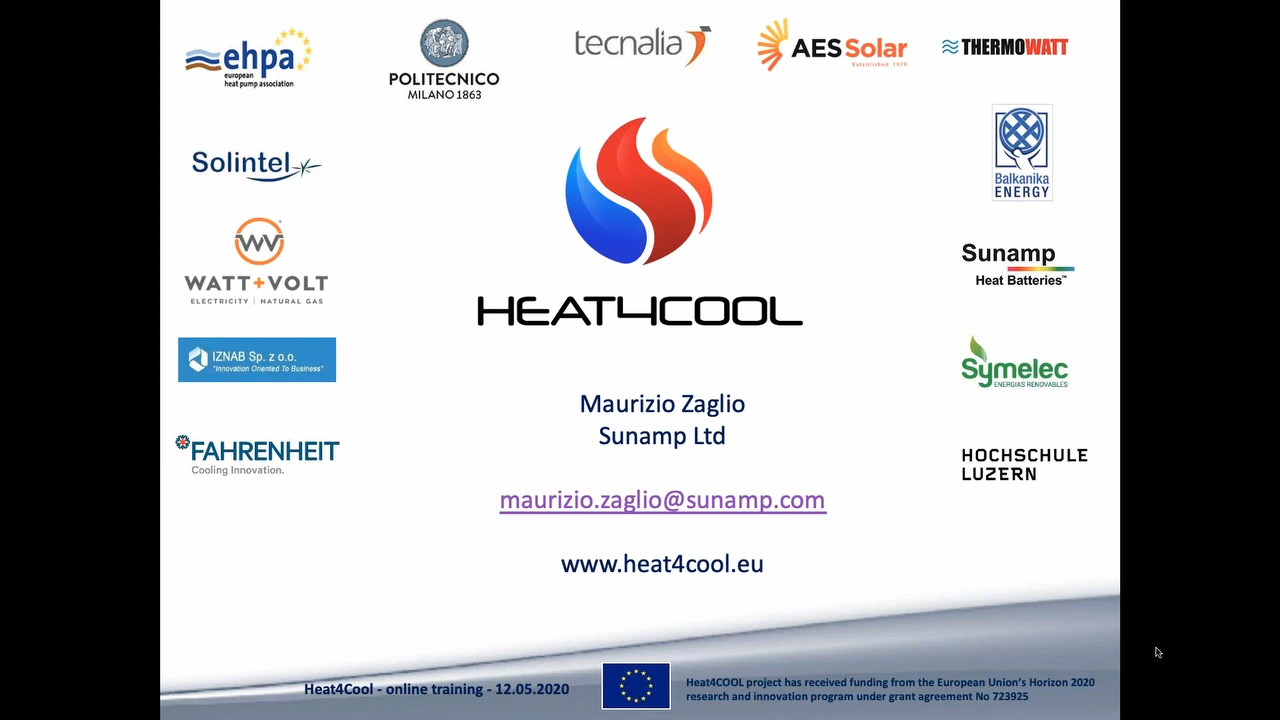 ehpa
european
heat pump association
POLITECNICO
MILANO 1863
tecnalia
AES Solar
Established 1979
THERMOWATT
Solintel
Balkanika
ENERGY
WATT+VOLT
ELECTRICITY | NATURAL GAS
Sunamp
Heat Batteries™
HEAT4COOL
IZNAB Sp. z o.o.
"Innovation Oriented To Business"
Symelec
ENERGIAS RENOVABLES
Maurizio Zaglio
Sunamp Ltd
FAHRENHEIT
Cooling Innovation.
HOCHSCHULE
LUZERN
maurizio.zaglio@sunamp.com
www.heat4cool.eu
Heat4Cool - online training - 12.05.2020
Heat4COOL project has received funding from the European Union's Horizon 2020
research and innovation program under grant agreement No 723925